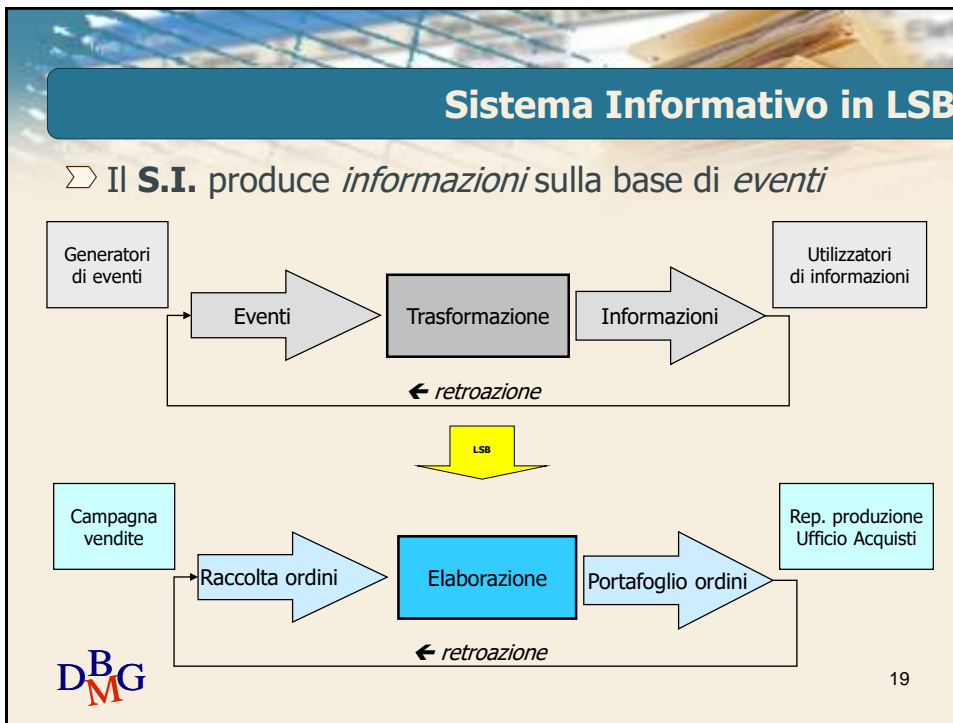 Sistema Informativo in LSB
Il S.I. produce informazioni sulla base di eventi
Generatori
di eventi
Utilizzatori
di informazioni
Eventi
Trasformazione
Informazioni
← retroazione
LSB
Campagna
vendite
Rep. produzione
Ufficio Acquisti
Raccolta ordini
Elaborazione
Portafoglio ordini
← retroazione
DBMG
19